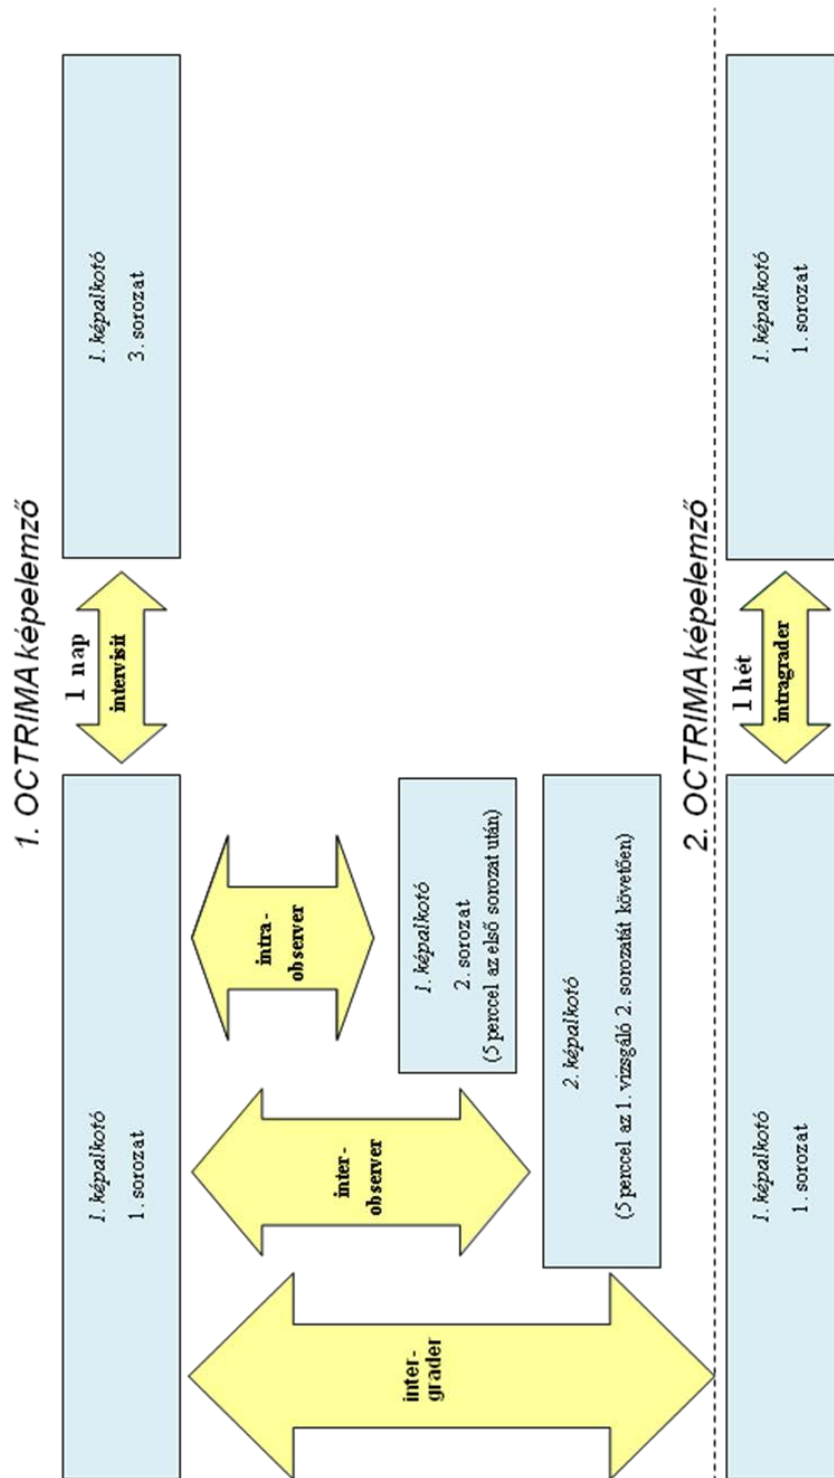 1. OCTRIMA képelemző
1. képalkotó
1. sorozat
1 nap
intervisit
1. képalkotó
3. sorozat
intra-
observer
1. képalkotó
2. sorozat
(5 perccel az első sorozat után)
inter-
observer
2. képalkotó
(5 perccel az 1. vizsgáló 2. sorozatát követően)
inter-
grader
2. OCTRIMA képelemző
1. képalkotó
1. sorozat
1 hét
intragrader
1. képalkotó
1. sorozat